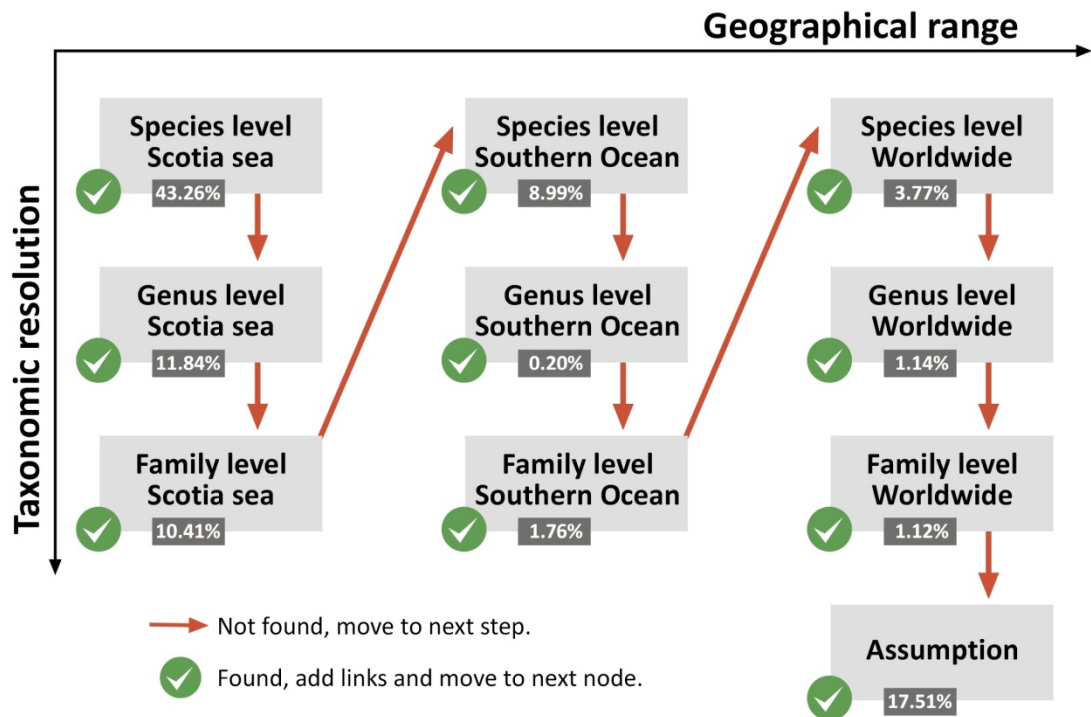 Geographical range
Taxonomic resolution
Species level
Scotia sea
43.26%
Genus level
Scotia sea
11.84%
Family level
Scotia sea
10.41%
Species level
Southern Ocean
8.99%
Genus level
Southern Ocean
0.20%
Family level
Southern Ocean
1.76%
Species level
Worldwide
3.77%
Genus level
Worldwide
1.14%
Family level
Worldwide
1.12%
Assumption
17.51%
Not found, move to next step.
Found, add links and move to next node.